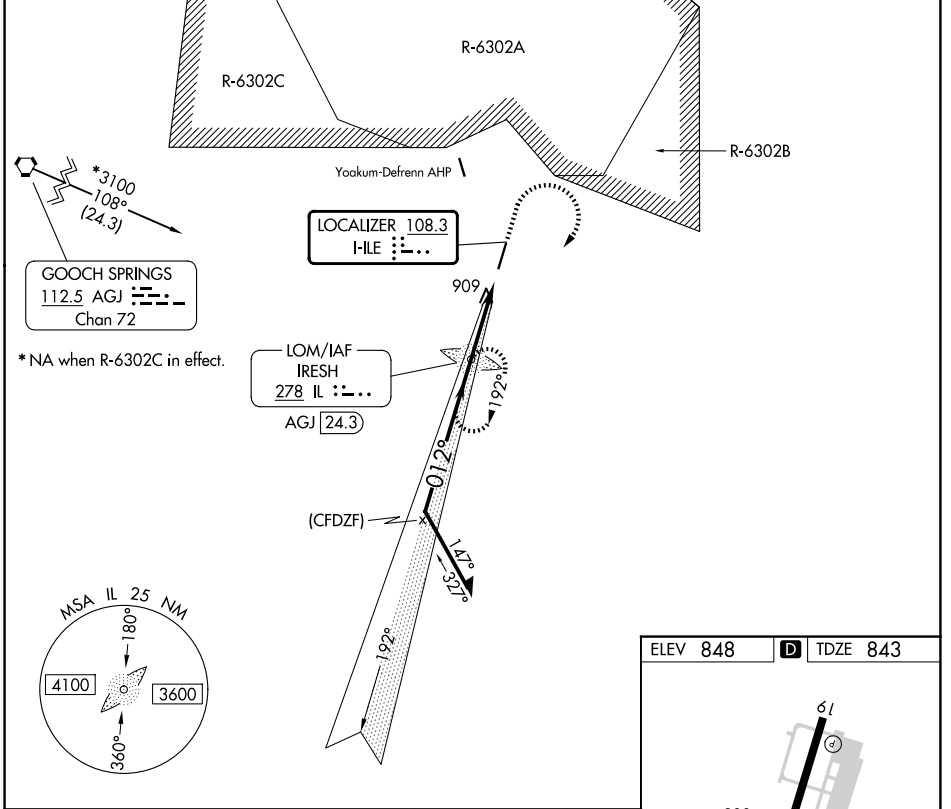 R-6302A
R-6302C
R-6302B
Yoakum-Defrenn AHP
*3100
108°
(24.3)
LOCALIZER 108.3
I-ILE
GOOCH SPRINGS
112.5 AGJ
Chan 72
909
* NA when R-6302C in effect.
LOM/IAF
IRESH
278 IL
AGJ 24.3
192°
012°
(CFDZF)
147°
327°
192°
MSA IL 25 NM
180°
4100
3600
360°
ELEV 848
D
TDZE 843
19
P